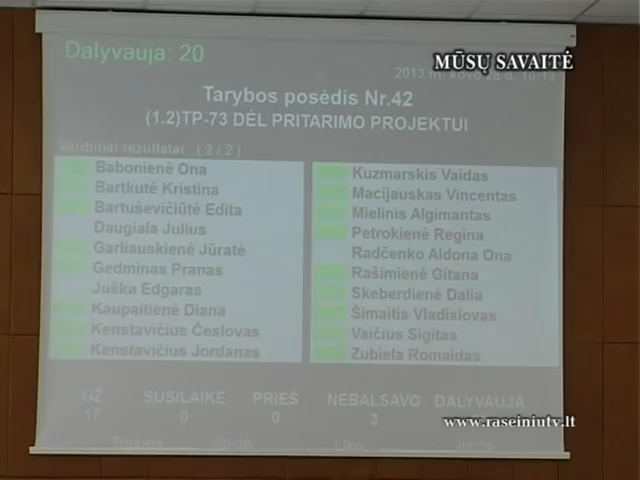 Dalyvauja: 20
MŪSŲ SAVAITĖ
2013 m. kovo 28 d. 10:13
Tarybos posėdis Nr.42
(1.2)TP-73 DĖL PRITARIMO PROJEKTUI
Vardiniai rezultatai ( 2 / 2 )
Babonienė Ona
Bartkutė Kristina
Bartuševičiūtė Edita
Daugiala Julius
Garliauskienė Jūratė
Gedminas Pranas
Juška Edgaras
Kaupaitienė Diana
Kenstavičius Česlovas
Kenstavičius Jordanas
Kuzmarskis Vaidas
Macijauskas Vincentas
Mielinis Algimantas
Petrokienė Regina
Radčenko Aldona Ona
Rašimienė Gitana
Skeberdienė Dalia
Šimaitis Vladislovas
Vaičius Sigitas
Zubiela Romaldas
UŽ SUSILAIKĖ PRIEŠ NEBALSAVO DALYVAUJA
17 0 0 3
www.raseiniutv.lt